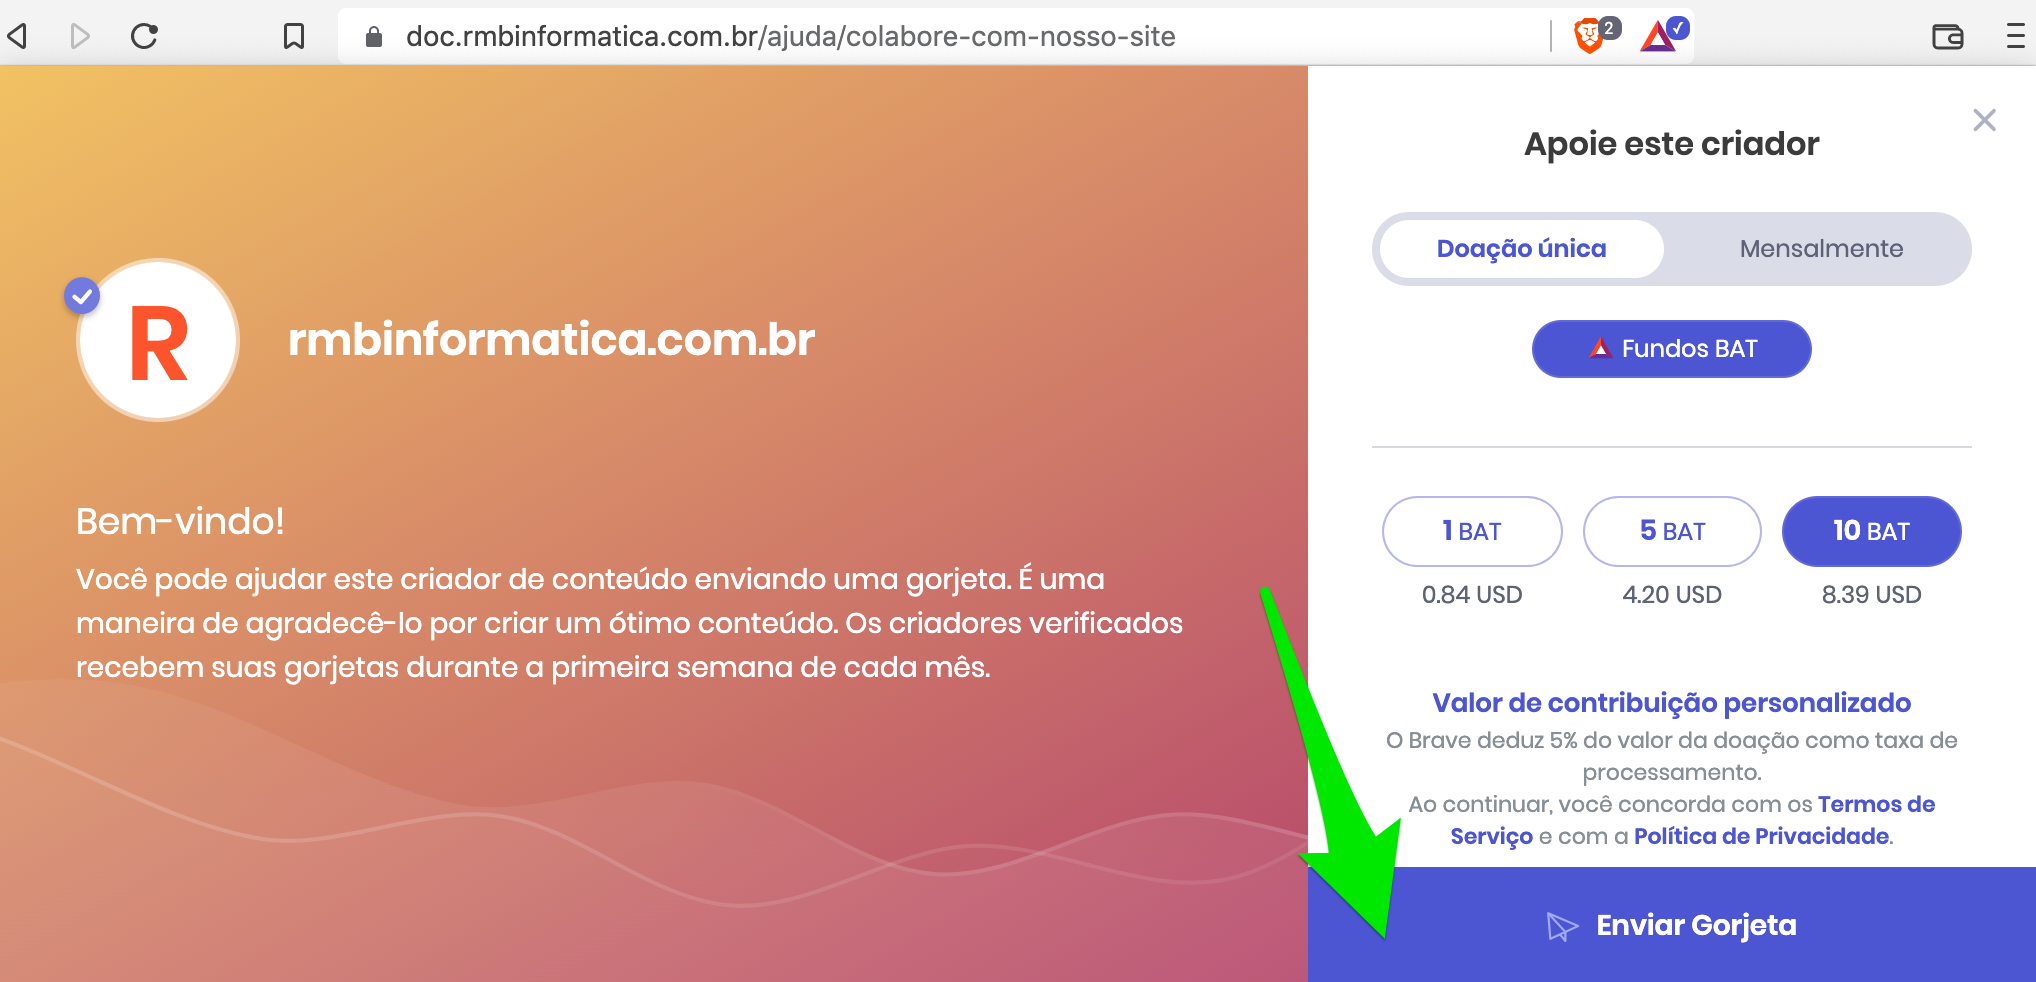 doc.rmbinformatica.com.br/ajuda/colabore-com-nosso-site
2
R
rmbinformatica.com.br
Bem-vindo!
Você pode ajudar este criador de conteúdo enviando uma gorjeta. É uma
maneira de agradecê-lo por criar um ótimo conteúdo. Os criadores verificados
recebem suas gorjetas durante a primeira semana de cada mês.
Apoie este criador
Doação única
Mensalmente
Fundos BAT
1 BAT
5 BAT
10 BAT
0.84 USD
4.20 USD
8.39 USD
Valor de contribuição personalizado
O Brave deduz 5% do valor da doação como taxa de
processamento.
Ao continuar, você concorda com os Termos de
Serviço e com a Política de Privacidade.
Enviar Gorjeta